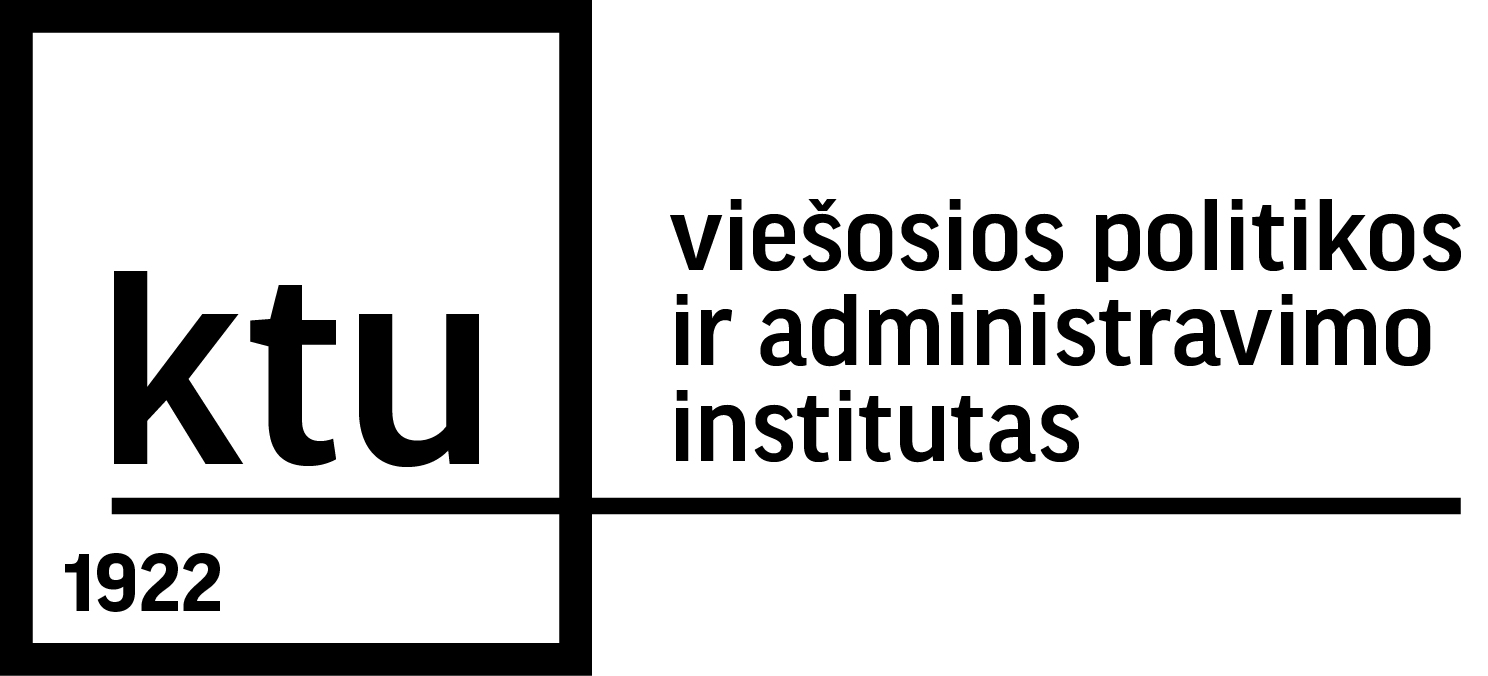 ktu
1922
viešosios politikos
ir administravimo
institutas